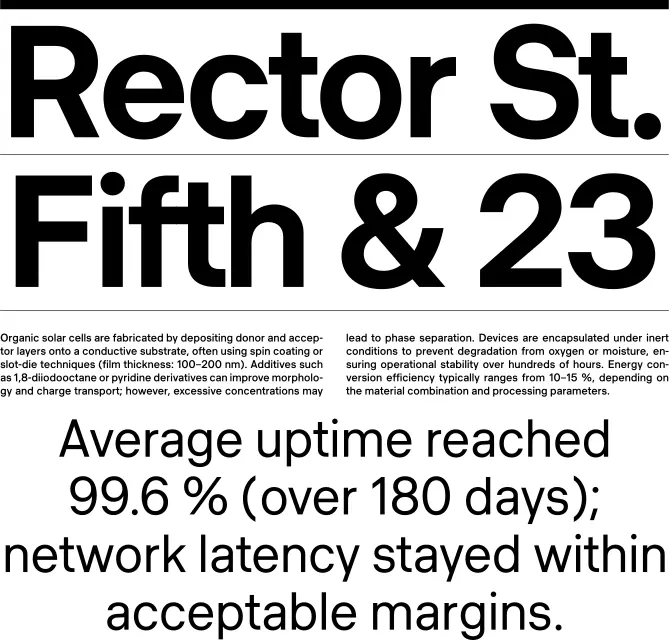 Rector St.
Fifth & 23
Organic solar cells are fabricated by depositing donor and accep-
tor layers onto a conductive substrate, often using spin coating or
slot-die techniques (film thickness: 100–200 nm). Additives such
as 1,8-diiodooctane or pyridine derivatives can improve morpholo-
gy and charge transport; however, excessive concentrations may
lead to phase separation. Devices are encapsulated under inert
conditions to prevent degradation from oxygen or moisture, en-
suring operational stability over hundreds of hours. Energy con-
version efficiency typically ranges from 10–15 %, depending on
the material combination and processing parameters.
Average uptime reached
99.6 % (over 180 days);
network latency stayed within
acceptable margins.